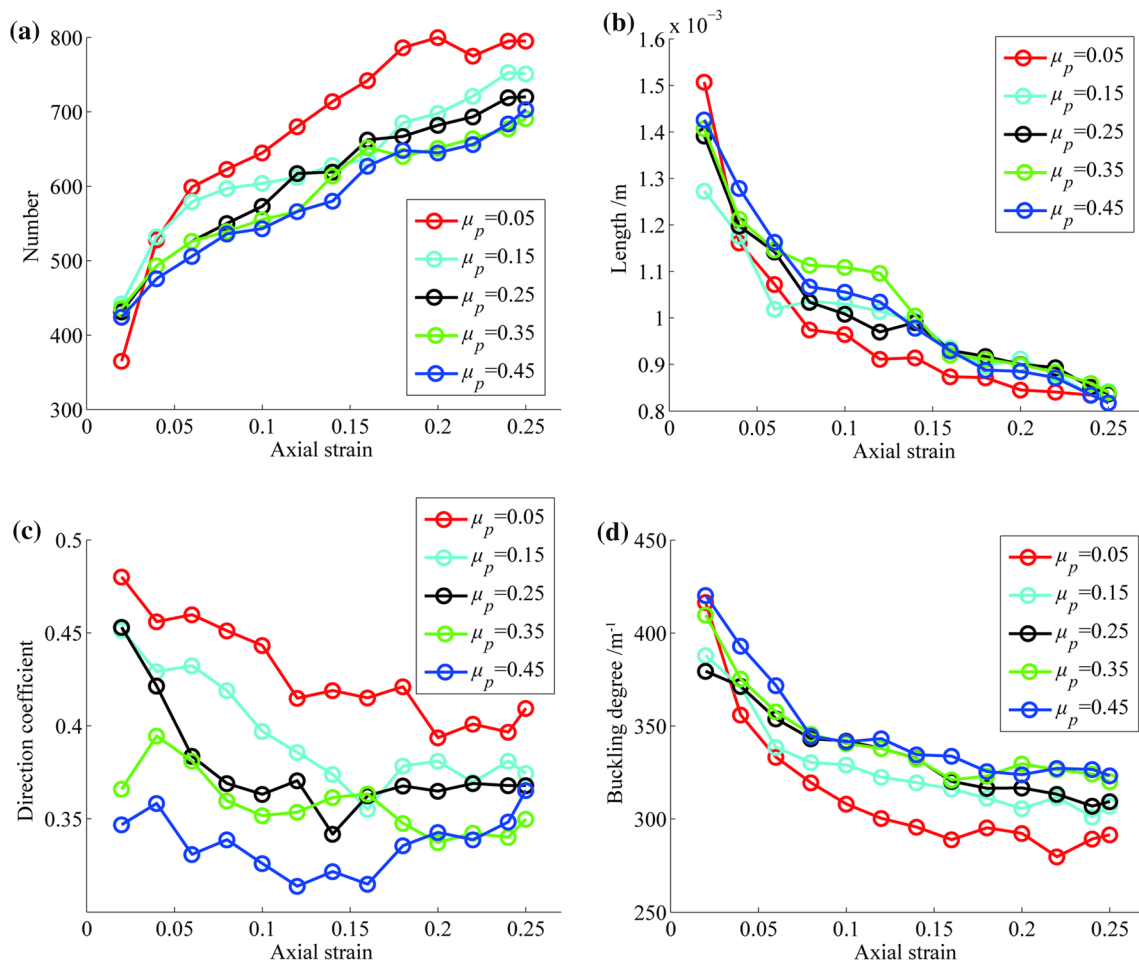 (a)
800
700
600
500
400
300
Number
0
0.05
0.1
0.15
0.2
0.25
Axial strain
μp=0.05
μp=0.15
μp=0.25
μp=0.35
μp=0.45
(b)
x 10⁻³
1.6
1.5
1.4
1.3
1.2
1.1
1
0.9
0.8
Length /m
0
0.05
0.1
0.15
0.2
0.25
Axial strain
μp=0.05
μp=0.15
μp=0.25
μp=0.35
μp=0.45
(c)
0.5
0.45
0.4
0.35
Direction coefficient
0
0.05
0.1
0.15
0.2
0.25
Axial strain
μp=0.05
μp=0.15
μp=0.25
μp=0.35
μp=0.45
(d)
450
400
350
300
250
Buckling degree /m⁻¹
0
0.05
0.1
0.15
0.2
0.25
Axial strain
μp=0.05
μp=0.15
μp=0.25
μp=0.35
μp=0.45